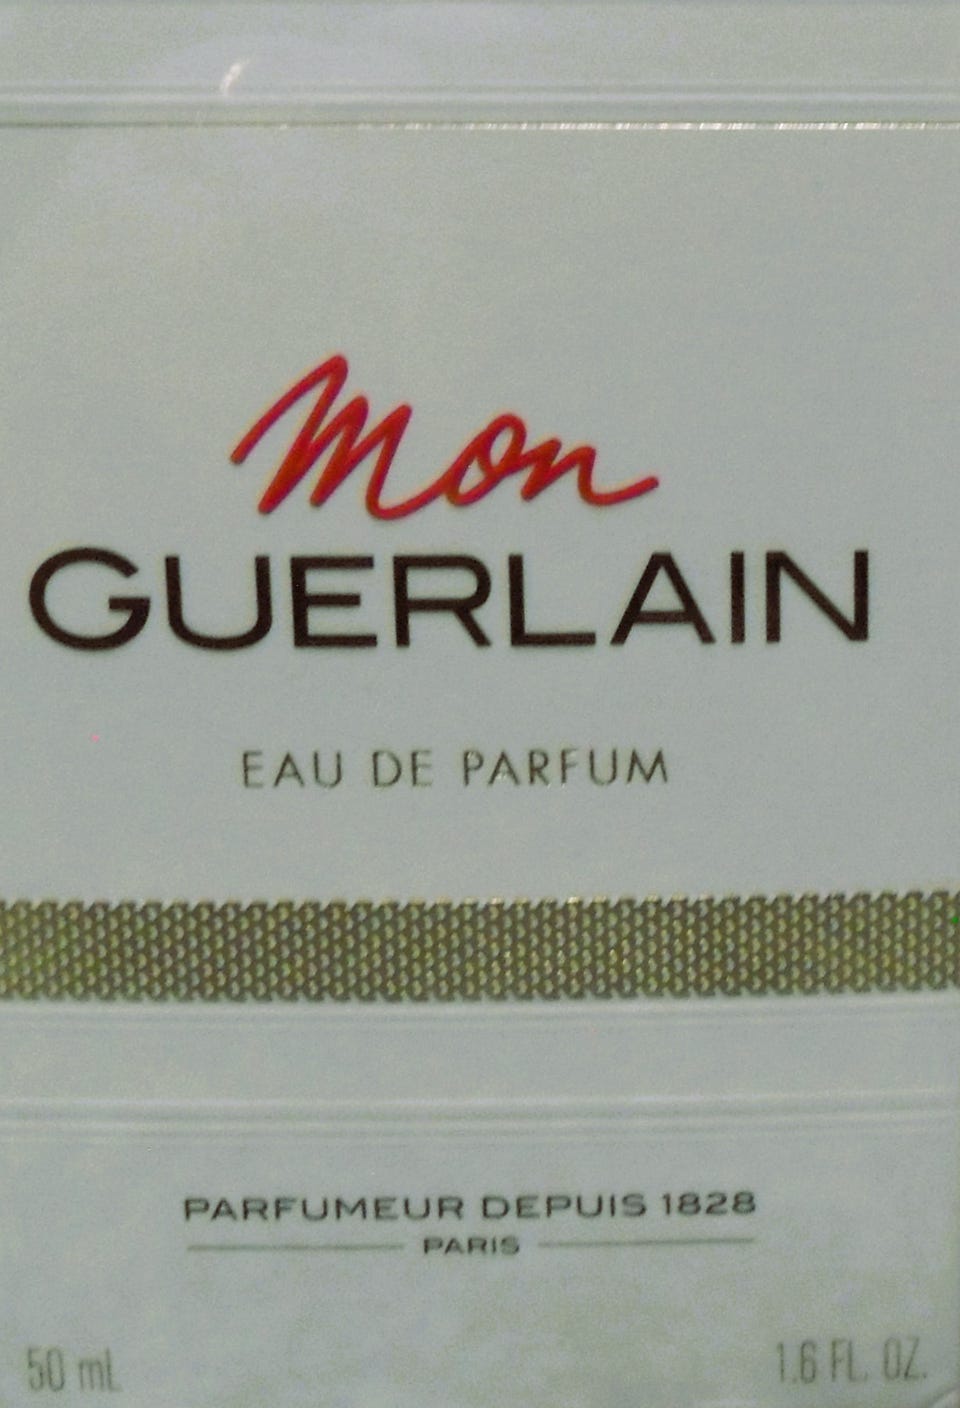 Mon
GUERLAIN
EAU DE PARFUM
PARFUMEUR DEPUIS 1828
PARIS
50 mL 1.6 FL. OZ.